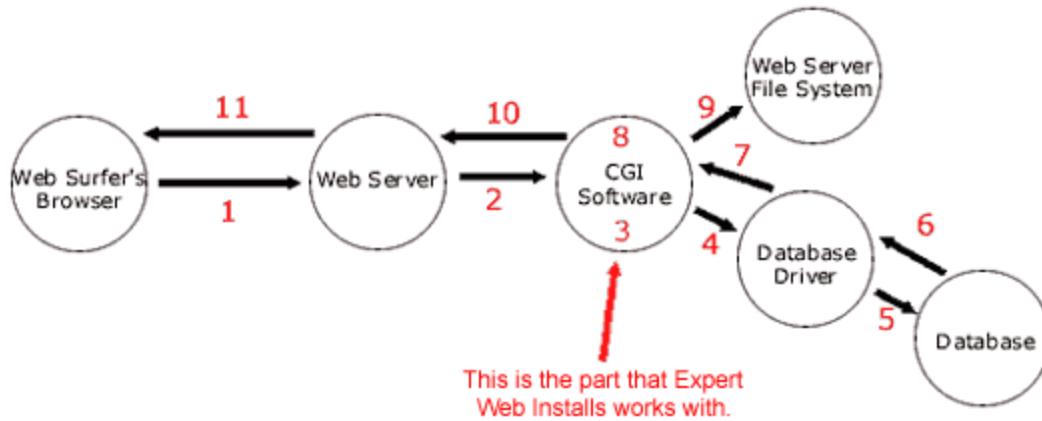 Web Server
File System
11
10
9
8
7
Web Surfer's
Browser
Web Server
CGI
Software
1
2
3
4
Database
Driver
6
5
Database
This is the part that Expert
Web Installs works with.